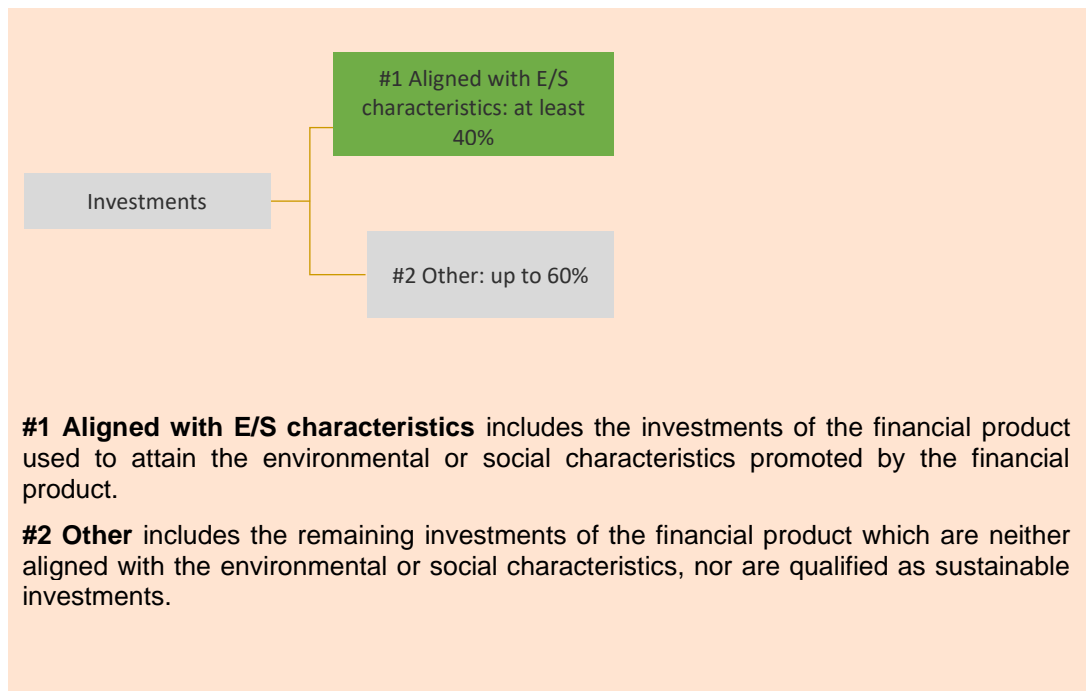 #1 Aligned with E/S
characteristics: at least
40%
Investments
#2 Other: up to 60%
#1 Aligned with E/S characteristics includes the investments of the financial product
used to attain the environmental or social characteristics promoted by the financial
product.
#2 Other includes the remaining investments of the financial product which are neither
aligned with the environmental or social characteristics, nor are qualified as sustainable
investments.